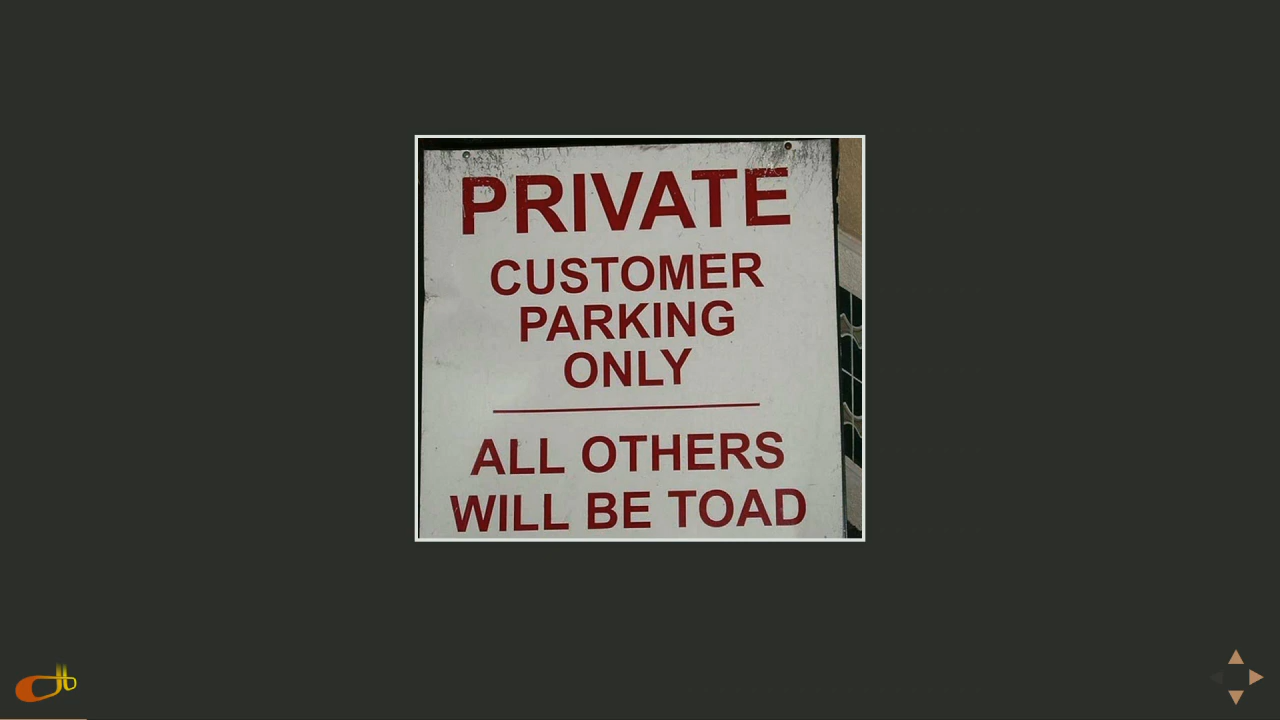 PRIVATE
CUSTOMER
PARKING
ONLY
ALL OTHERS
WILL BE TOAD